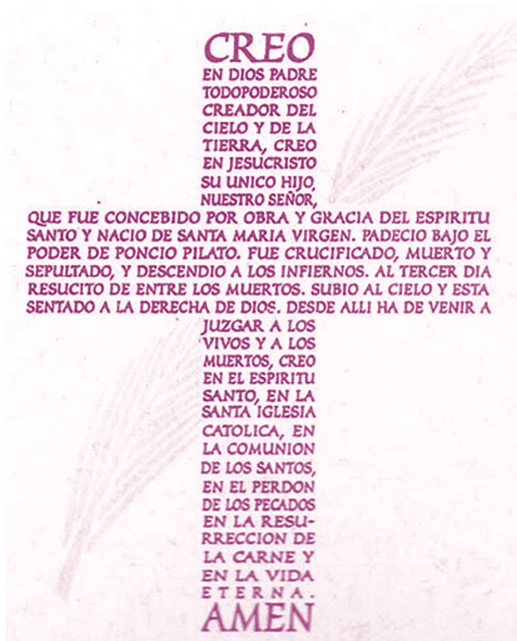 CREO
EN DIOS PADRE
TODOPODEROSO
CREADOR DEL
CIELO Y DE LA
TIERRA, CREO
EN JESUCRISTO
SU UNICO HIJO,
NUESTRO SEÑOR,
QUE FUE CONCEBIDO POR OBRA Y GRACIA DEL ESPIRITU
SANTO Y NACIO DE SANTA MARIA VIRGEN. PADECIO BAJO EL
PODER DE PONCIO PILATO. FUE CRUCIFICADO, MUERTO Y
SEPULTADO, Y DESCENDIO A LOS INFIERNOS. AL TERCER DIA
RESUCITO DE ENTRE LOS MUERTOS. SUBIO AL CIELO Y ESTA
SENTADO A LA DERECHA DE DIOS. DESDE ALLI HA DE VENIR A
JUZGAR A LOS
VIVOS Y A LOS
MUERTOS, CREO
EN EL ESPIRITU
SANTO, EN LA
SANTA IGLESIA
CATOLICA, EN
LA COMUNION
DE LOS SANTOS,
EN EL PERDON
DE LOS PECADOS
EN LA RESU-
RRECCION DE
LA CARNE Y
EN LA VIDA
ETERNA.
AMEN